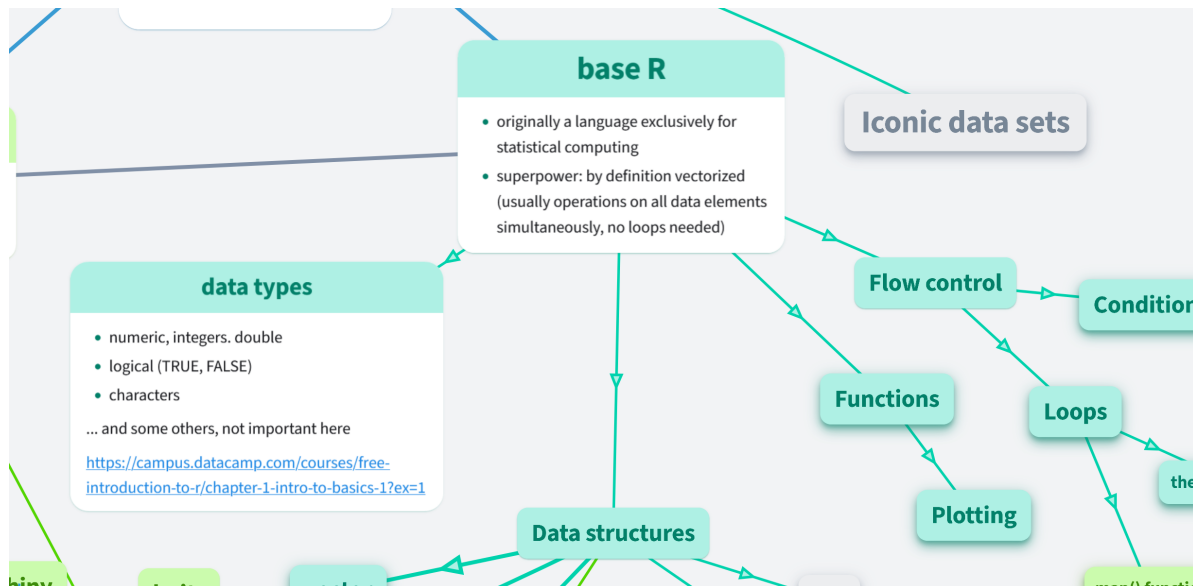 base R
originally a language exclusively for
statistical computing
superpower: by definition vectorized
(usually operations on all data elements
simultaneously, no loops needed)
Iconic data sets
data types
numeric, integers. double
logical (TRUE, FALSE)
characters
... and some others, not important here
https://campus.datacamp.com/courses/free-
introduction-to-r/chapter-1-intro-to-basics-1?ex=1
Flow control
Condition
Functions
Loops
the
Plotting
Data structures